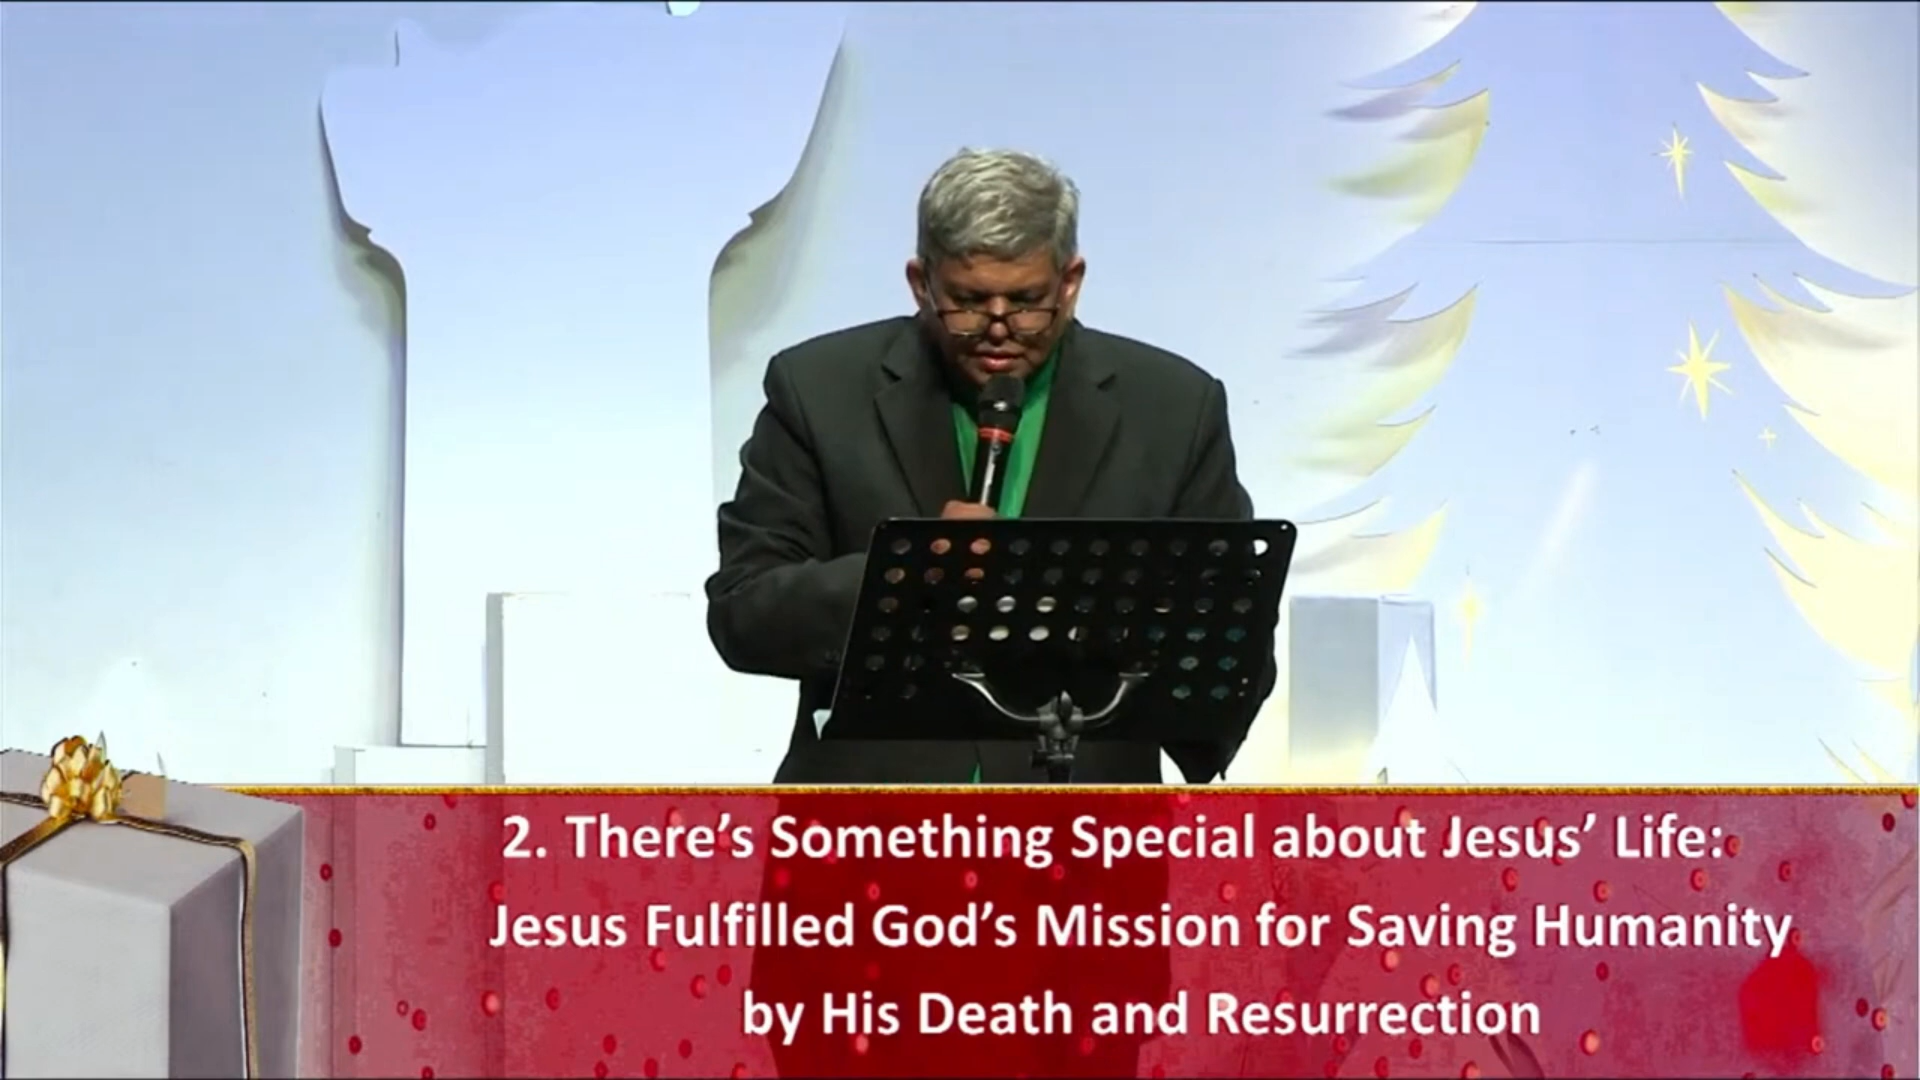 2. There’s Something Special about Jesus’ Life:
Jesus Fulfilled God’s Mission for Saving Humanity
by His Death and Resurrection